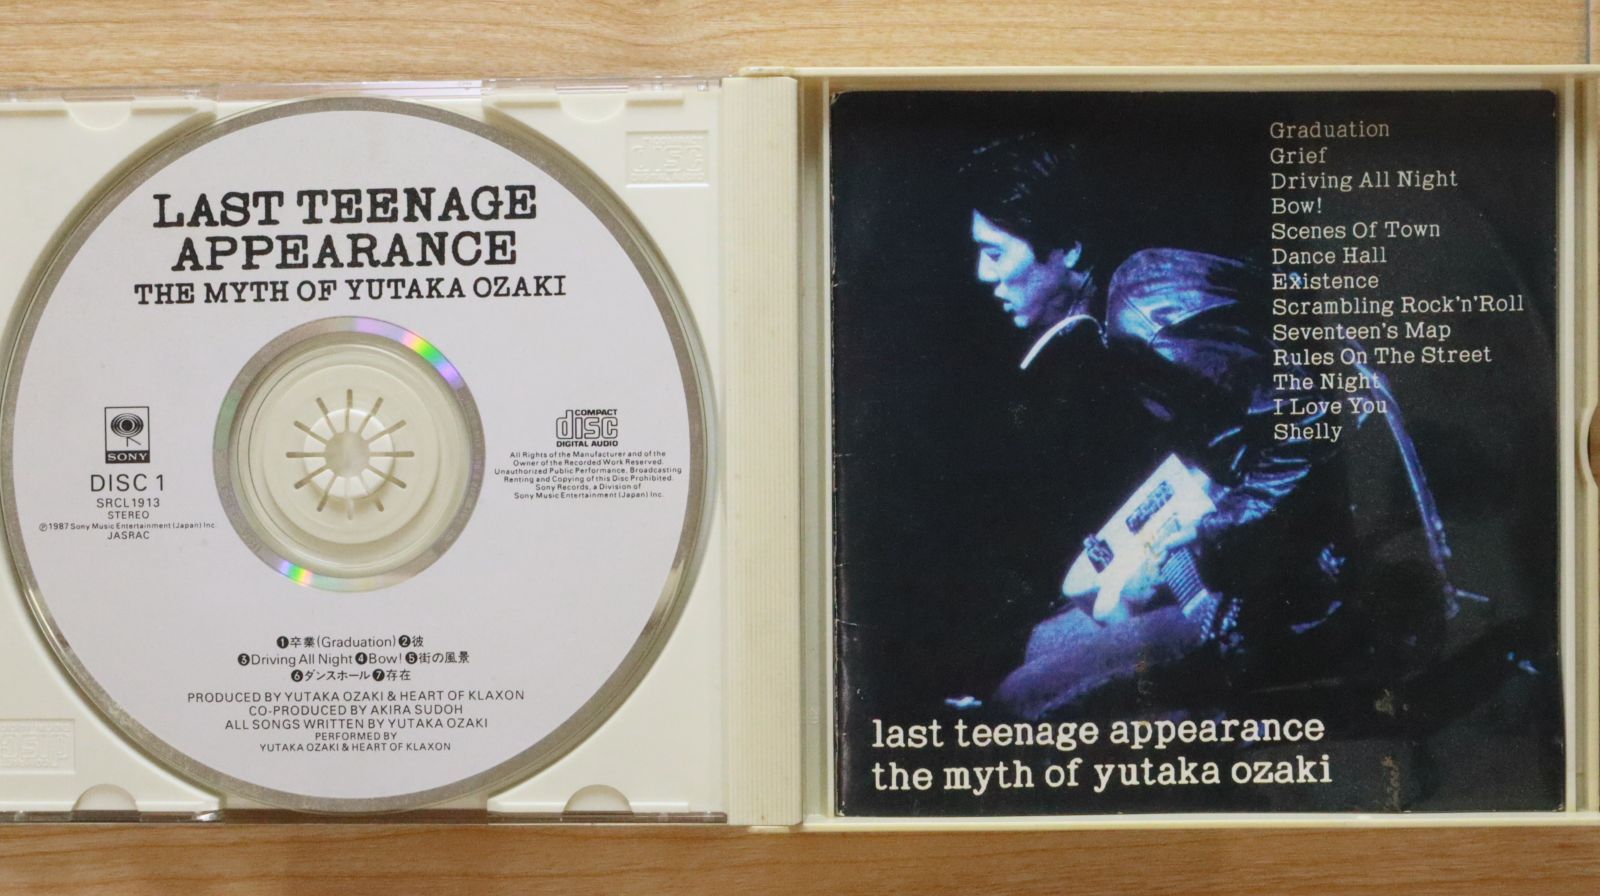 LAST TEENAGE
APPEARANCE
THE MYTH OF YUTAKA OZAKI
SONY
DISC 1
SRCL1913
STEREO
℗1987 Sony Music Entertainment (Japan) Inc.
JASRAC
COMPACT
disc
DIGITAL AUDIO
All Rights of the Manufacturer and of the
Owner of the Recorded Work Reserved.
Unauthorized Public Performance, Broadcasting
Renting and Copying of this Disc Prohibited.
Sony Records, a Division of
Sony Music Entertainment (Japan) Inc.
❶卒業(Graduation) ❷彼
❸Driving All Night ❹Bow! ❺街の風景
❻ダンスホール ❼存在
PRODUCED BY YUTAKA OZAKI & HEART OF KLAXON
CO-PRODUCED BY AKIRA SUDOH
ALL SONGS WRITTEN BY YUTAKA OZAKI
PERFORMED BY
YUTAKA OZAKI & HEART OF KLAXON
Graduation
Grief
Driving All Night
Bow!
Scenes Of Town
Dance Hall
Existence
Scrambling Rock'n'Roll
Seventeen's Map
Rules On The Street
The Night
I Love You
Shelly
last teenage appearance
the myth of yutaka ozaki